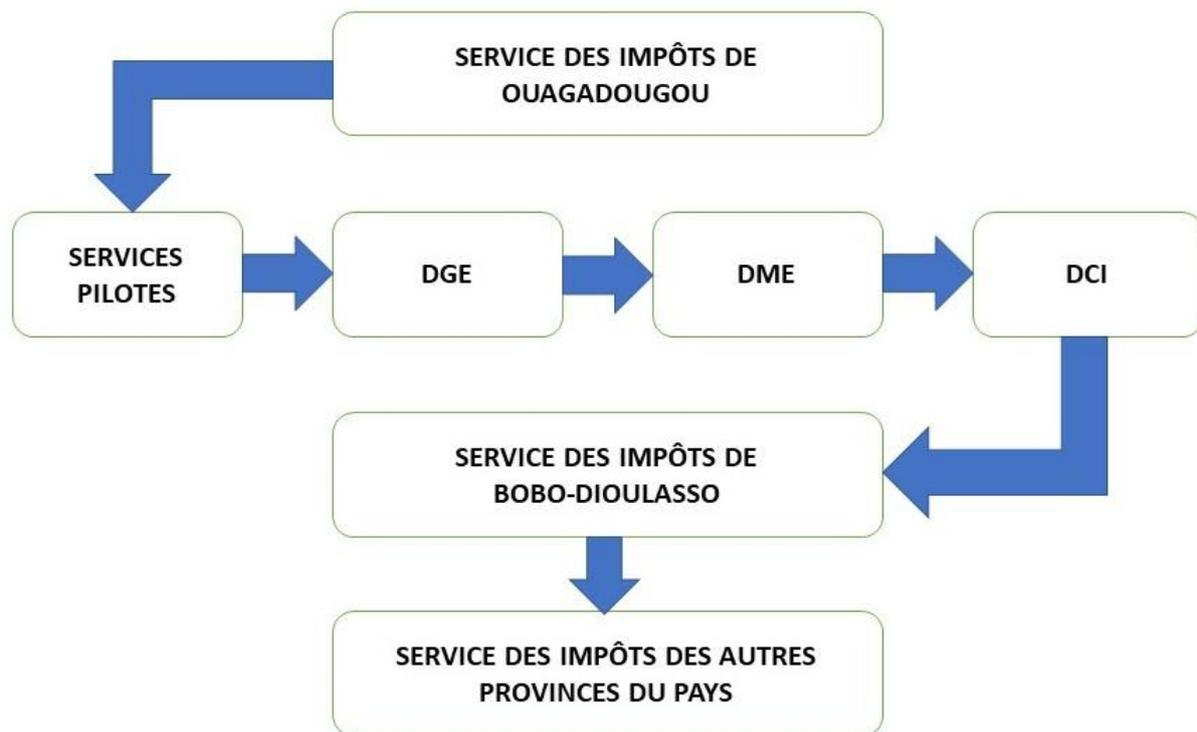 SERVICE DES IMPÔTS DE
OUAGADOUGOU
SERVICES
PILOTES
DGE
DME
DCI
SERVICE DES IMPÔTS DE
BOBO-DIOULASSO
SERVICE DES IMPÔTS DES AUTRES
PROVINCES DU PAYS